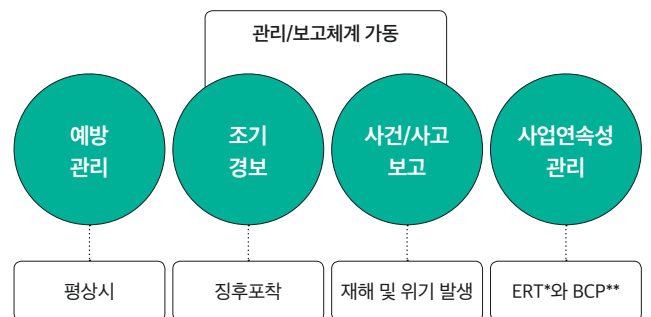 관리/보고체계 가동
예방
관리
조기
경보
사건/사고
보고
사업연속성
관리
평상시
징후포착
재해 및 위기 발생
ERT*와 BCP**